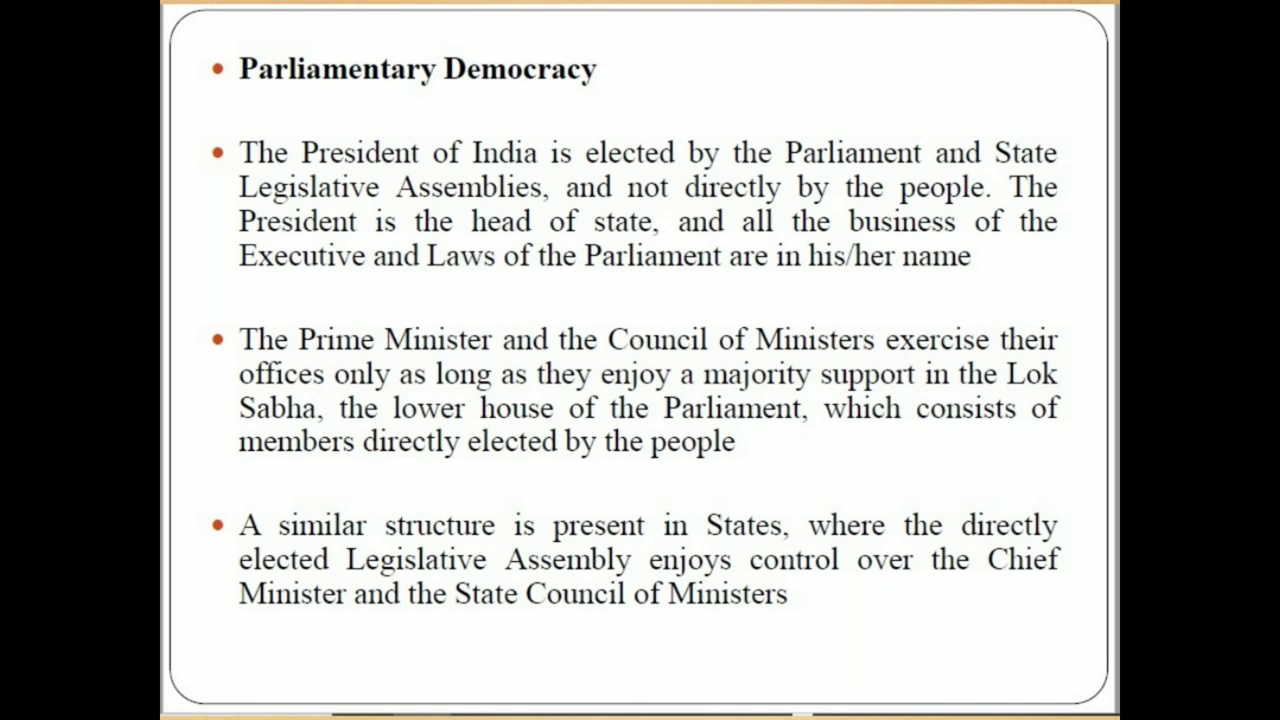 • Parliamentary Democracy
• The President of India is elected by the Parliament and State
Legislative Assemblies, and not directly by the people. The
President is the head of state, and all the business of the
Executive and Laws of the Parliament are in his/her name
• The Prime Minister and the Council of Ministers exercise their
offices only as long as they enjoy a majority support in the Lok
Sabha, the lower house of the Parliament, which consists of
members directly elected by the people
• A similar structure is present in States, where the directly
elected Legislative Assembly enjoys control over the Chief
Minister and the State Council of Ministers